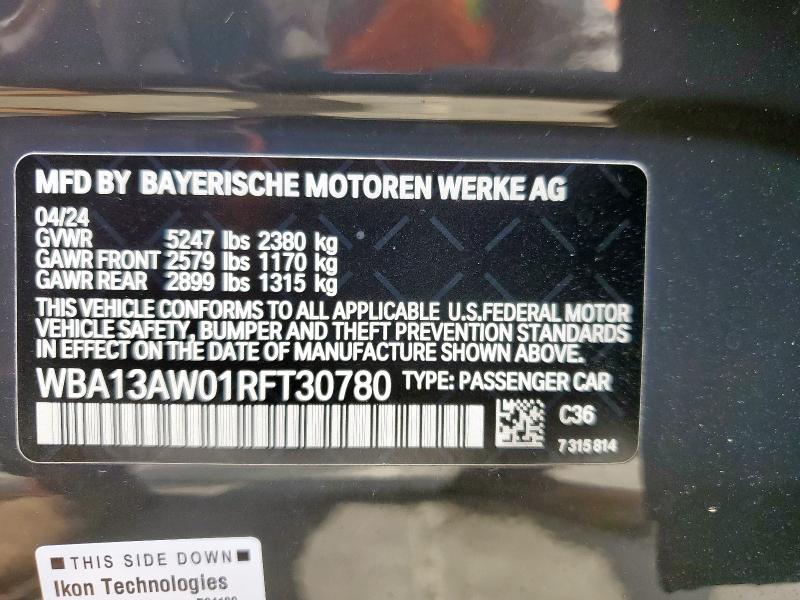 MFD BY BAYERISCHE MOTOREN WERKE AG
04/24
GVWR 5247 lbs 2380 kg
GAWR FRONT 2579 lbs 1170 kg
GAWR REAR 2899 lbs 1315 kg
THIS VEHICLE CONFORMS TO ALL APPLICABLE U.S.FEDERAL MOTOR
VEHICLE SAFETY, BUMPER AND THEFT PREVENTION STANDARDS
IN EFFECT ON THE DATE OF MANUFACTURE SHOWN ABOVE.
WBA13AW01RFT30780 TYPE: PASSENGER CAR
C36
7315814
THIS SIDE DOWN
Ikon Technologies